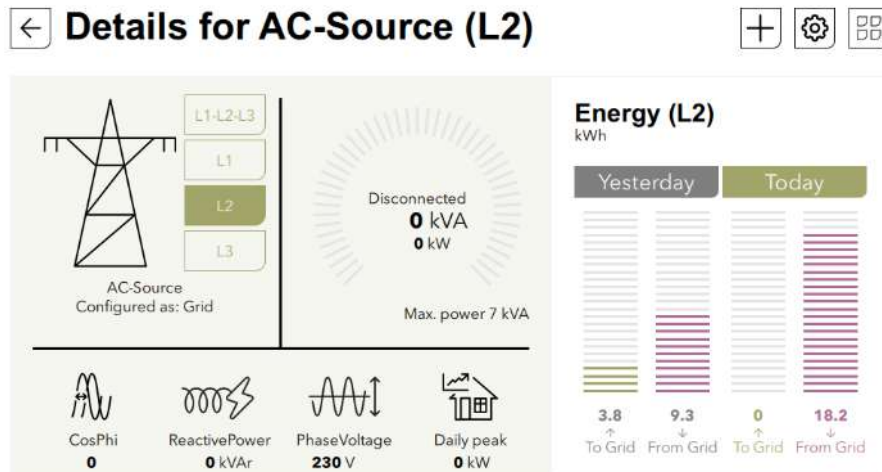 Details for AC-Source (L2)
L1-L2-L3
L1
L2
L3
AC-Source
Configured as: Grid
Disconnected
0 kVA
0 kW
Max. power 7 kVA
CosPhi
0
ReactivePower
0 kVAr
PhaseVoltage
230 V
Daily peak
0 kW
Energy (L2)
kWh
Yesterday Today
3.8 9.3 0 18.2
↑ ↓ ↑ ↓
To Grid From Grid To Grid From Grid